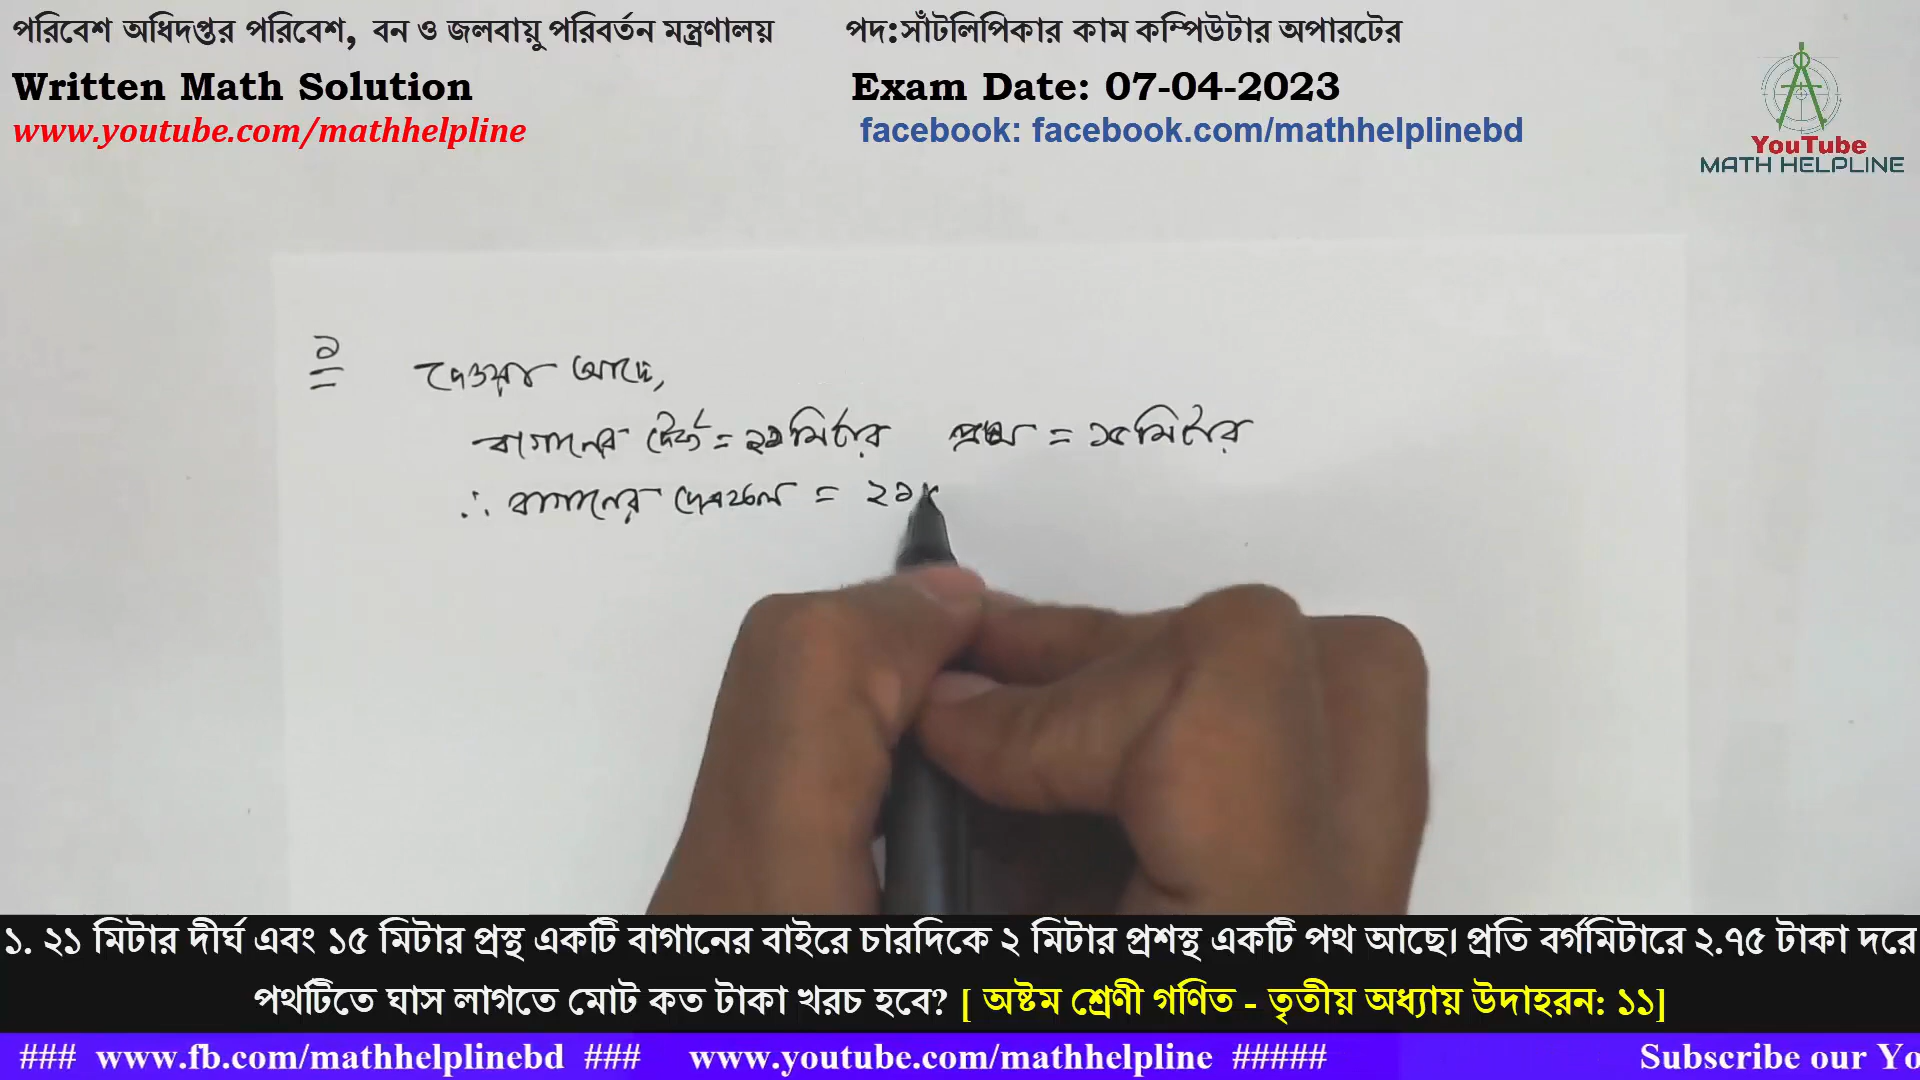 পরিবেশ অধিদপ্তর পরিবেশ, বন ও জলবায়ু পরিবর্তন মন্ত্রণালয়
পদ:সাঁটলিপিকার কাম কম্পিউটার অপারটের
Written Math Solution
Exam Date: 07-04-2023
www.youtube.com/mathhelpline
facebook: facebook.com/mathhelplinebd
YouTube
MATH HELPLINE
১
দেওয়া আছে,
বাগানের দৈর্ঘ্য = ২১ মিটার প্রস্থ = ১৫ মিটার
∴ বাগানের ক্ষেত্রফল = ২১
১. ২১ মিটার দীর্ঘ এবং ১৫ মিটার প্রস্থ একটি বাগানের বাইরে চারদিকে ২ মিটার প্রশস্থ একটি পথ আছে। প্রতি বর্গমিটারে ২.৭৫ টাকা দরে
পথটিতে ঘাস লাগতে মোট কত টাকা খরচ হবে? [ অষ্টম শ্রেণী গণিত - তৃতীয় অধ্যায় উদাহরন: ১১]
### www.fb.com/mathhelplinebd ### www.youtube.com/mathhelpline ##### Subscribe our Yo